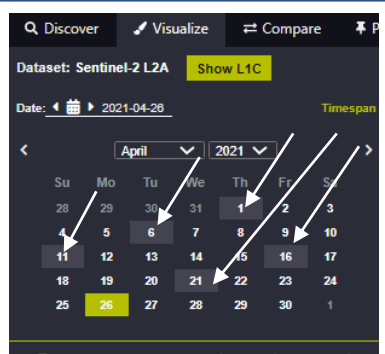 Discover Visualize Compare P
Dataset: Sentinel-2 L2A Show L1C
Date: 2021-04-26 Timespan
April 2021
Su Mo Tu We Th Fr Sa
28 29 30 31 1 2 3
4 5 6 7 8 9 10
11 12 13 14 15 16 17
18 19 20 21 22 23 24
25 26 27 28 29 30 1